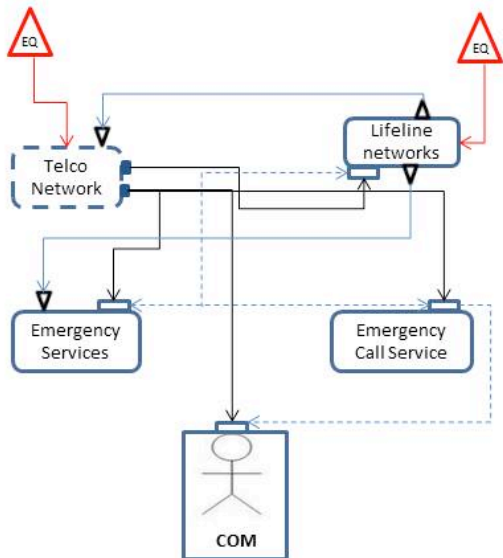 EQ
EQ
Telco
Network
Lifeline
networks
Emergency
Services
Emergency
Call Service
COM